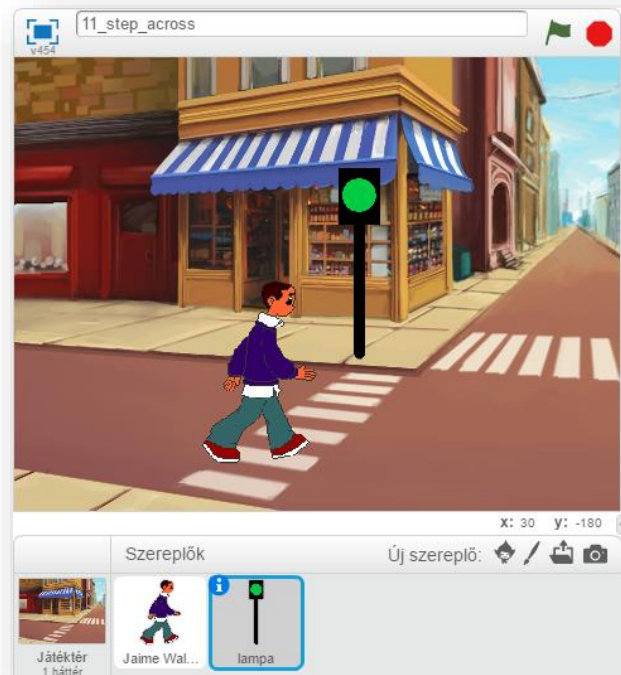 11_step_across
v454
x: 30 y: -180
Szereplők Új szereplő:
Játéktér
1 háttér
Jaime Wal...
lampa